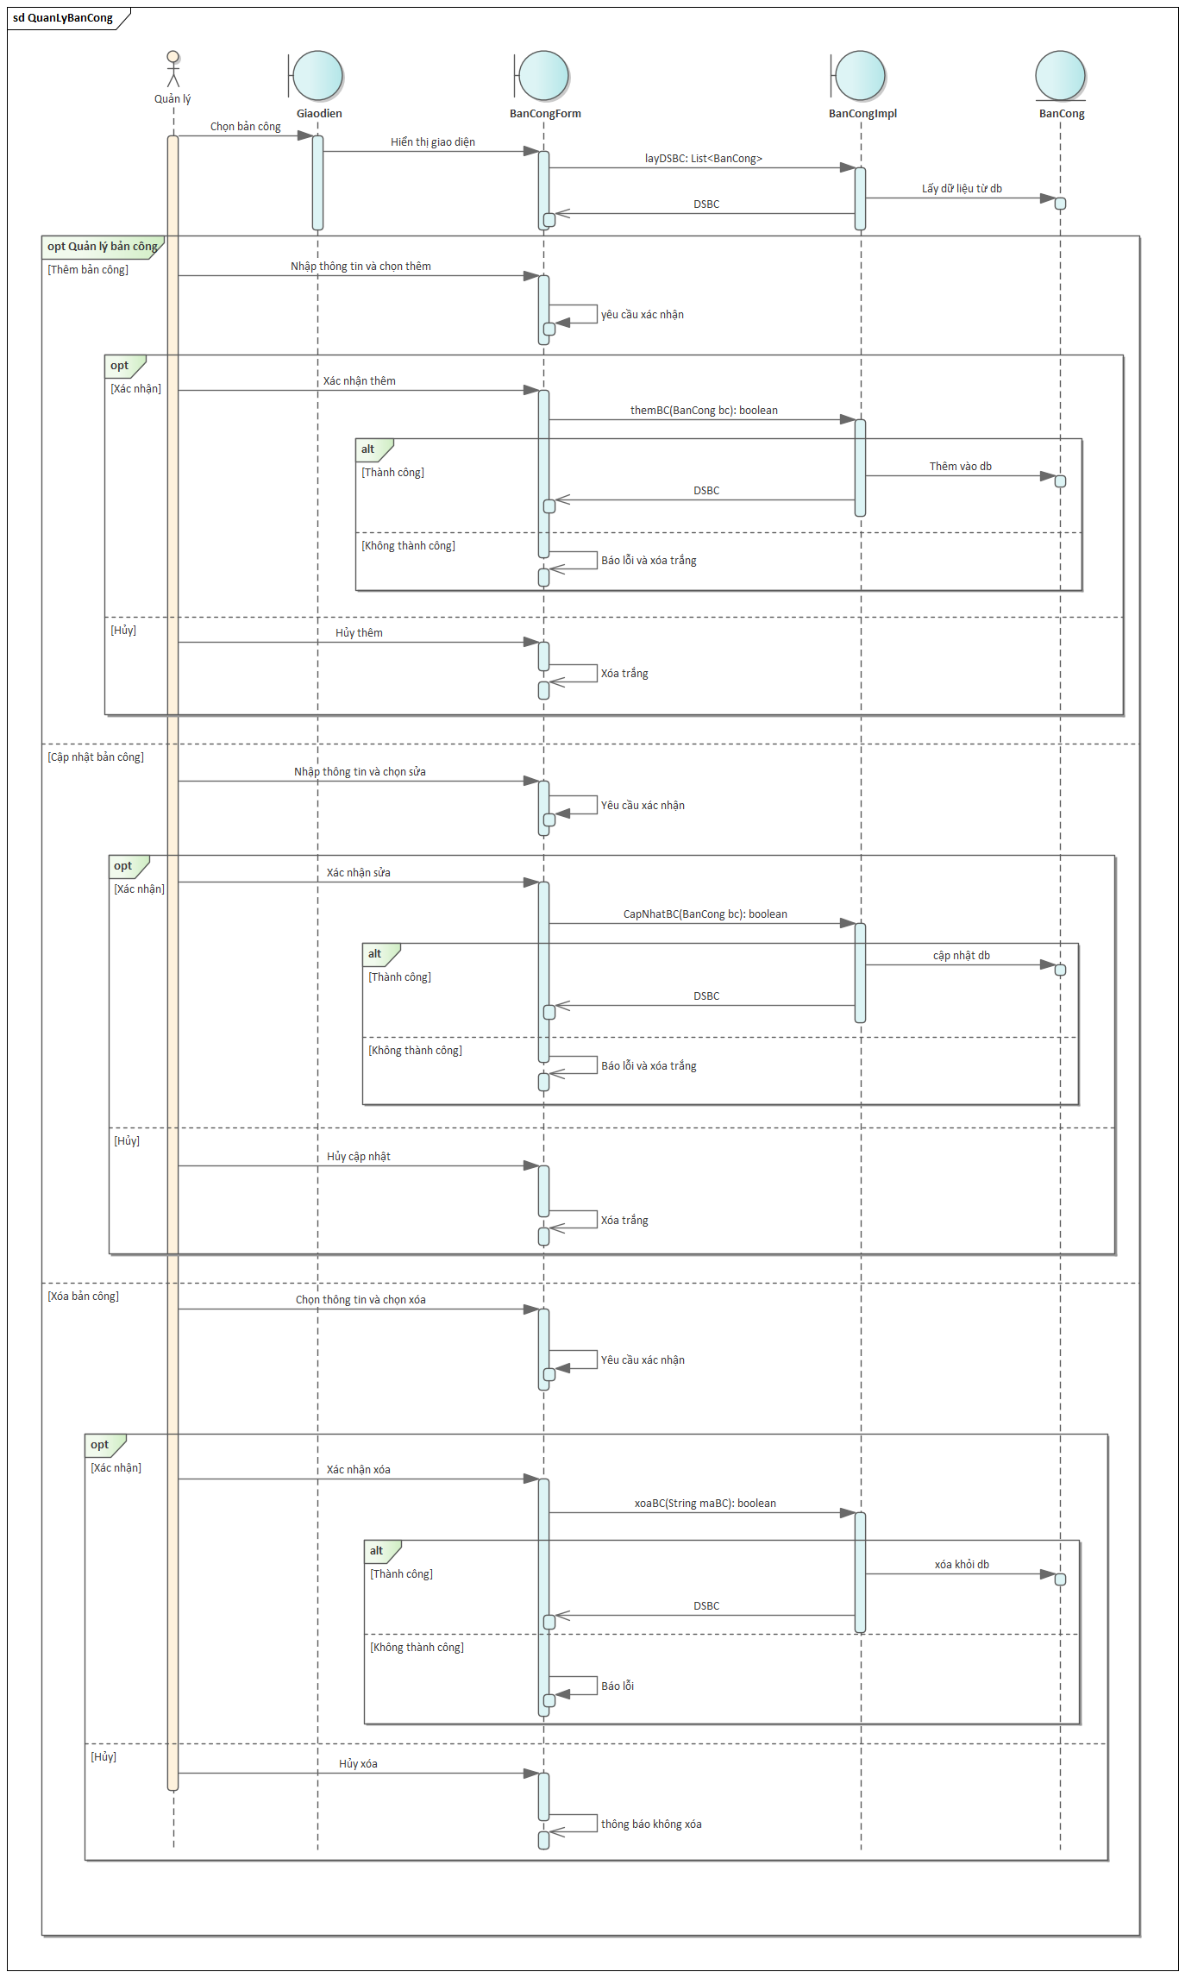 sd QuanLyBanCong
Quản lý
Giaodien
BanCongForm
BanCongImpl
BanCong
Chọn bản công
Hiển thị giao diện
layDSBC: List<BanCong>
Lấy dữ liệu từ db
DSBC
opt Quản lý bản công
[Thêm bản công]
Nhập thông tin và chọn thêm
yêu cầu xác nhận
opt
[Xác nhận]
Xác nhận thêm
themBC(BanCong bc): boolean
alt
[Thành công]
Thêm vào db
DSBC
[Không thành công]
Báo lỗi và xóa trắng
[Hủy]
Hủy thêm
Xóa trắng
[Cập nhật bản công]
Nhập thông tin và chọn sửa
Yêu cầu xác nhận
opt
[Xác nhận]
Xác nhận sửa
CapNhatBC(BanCong bc): boolean
alt
[Thành công]
cập nhật db
DSBC
[Không thành công]
Báo lỗi và xóa trắng
[Hủy]
Hủy cập nhật
Xóa trắng
[Xóa bản công]
Chọn thông tin và chọn xóa
Yêu cầu xác nhận
opt
[Xác nhận]
Xác nhận xóa
xoaBC(String maBC): boolean
alt
[Thành công]
xóa khỏi db
DSBC
[Không thành công]
Báo lỗi
[Hủy]
Hủy xóa
thông báo không xóa